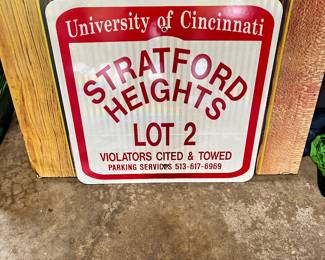 University of Cincinnati
STRATFORD
HEIGHTS
LOT 2
VIOLATORS CITED & TOWED
PARKING SERVICES 513-617-6969